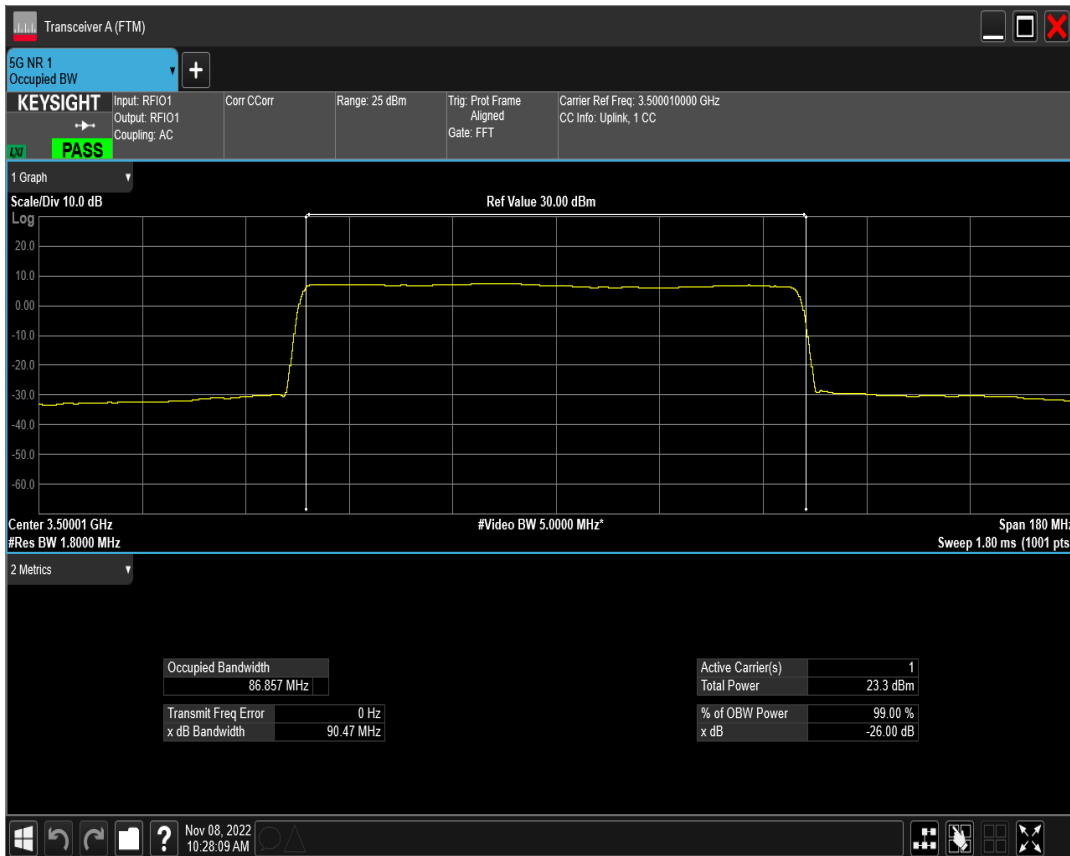 Transceiver A (FTM)
5G NR 1
Occupied BW
+
KEYSIGHT
LXI
PASS
Input: RFIO1
Output: RFIO1
Coupling: AC
Corr CCorr
Range: 25 dBm
Trig: Prot Frame
Aligned
Gate: FFT
Carrier Ref Freq: 3.500010000 GHz
CC Info: Uplink, 1 CC
1 Graph
Scale/Div 10.0 dB
Ref Value 30.00 dBm
Log
20.0
10.0
0.00
-10.0
-20.0
-30.0
-40.0
-50.0
-60.0
Center 3.50001 GHz
#Video BW 5.0000 MHz*
Span 180 MHz
#Res BW 1.8000 MHz
Sweep 1.80 ms (1001 pts
2 Metrics
Occupied Bandwidth
86.857 MHz
Transmit Freq Error 0 Hz
x dB Bandwidth 90.47 MHz
Active Carrier(s) 1
Total Power 23.3 dBm
% of OBW Power 99.00 %
x dB -26.00 dB
?
Nov 08, 2022
10:28:09 AM